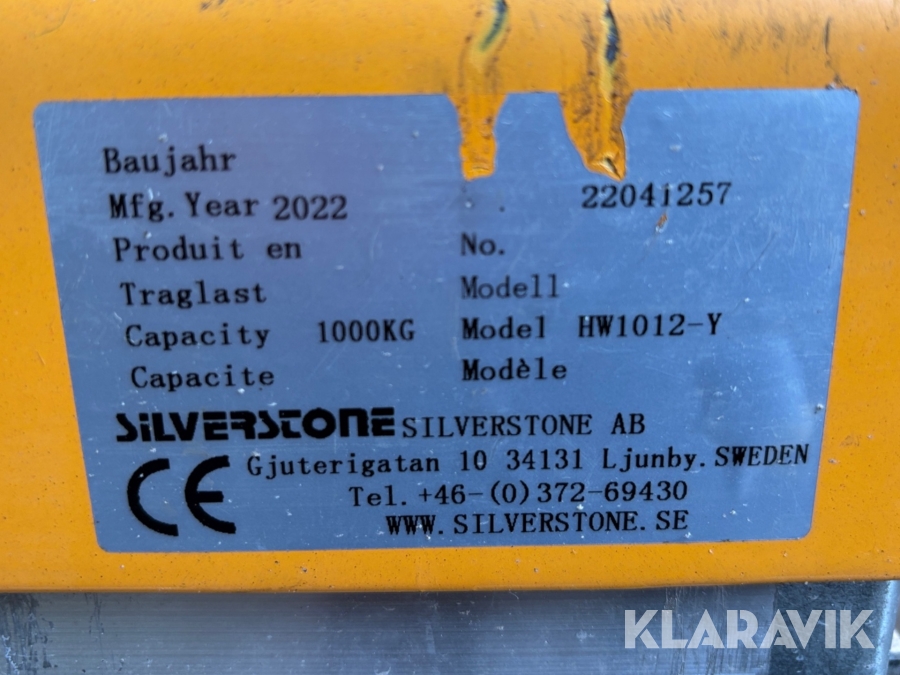 Baujahr
Mfg. Year 2022 22041257
Produit en No.
Traglast Modell
Capacity 1000KG Model HW1012-Y
Capacite Modèle
SILVERSTONE SILVERSTONE AB
CE Gjuterigatan 10 34131 Ljunby. SWEDEN
Tel. +46-(0)372-69430
WWW.SILVERSTONE.SE
KLARAVIK